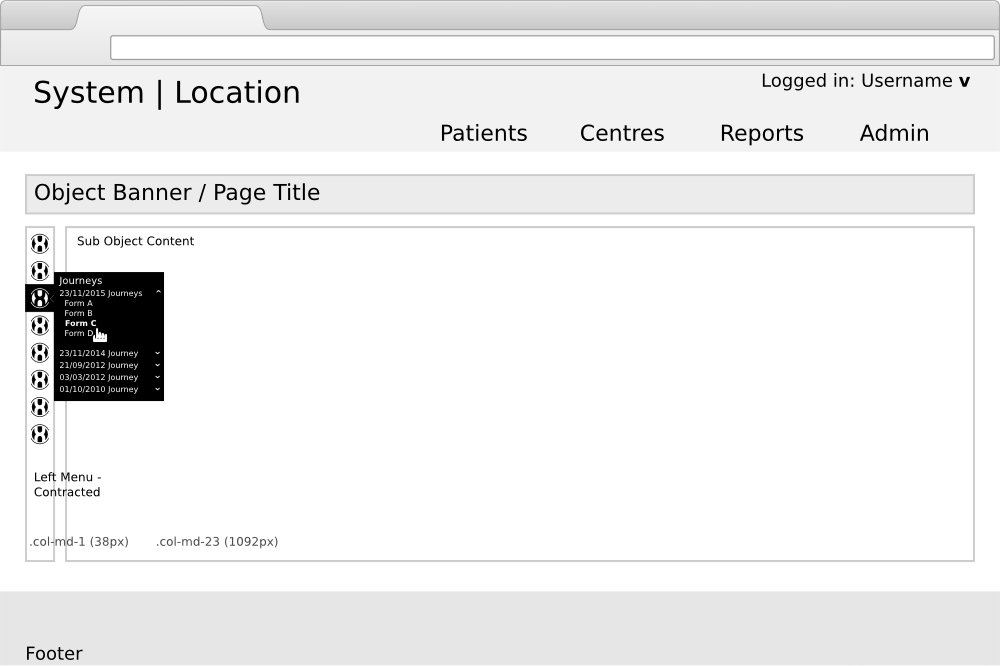 System | Location
Logged in: Username v
Patients Centres Reports Admin
Object Banner / Page Title
Sub Object Content
Journeys
23/11/2015 Journeys
Form A
Form B
Form C
Form D
23/11/2014 Journey
21/09/2012 Journey
03/03/2012 Journey
01/10/2010 Journey
Left Menu -
Contracted
.col-md-1 (38px) .col-md-23 (1092px)
Footer